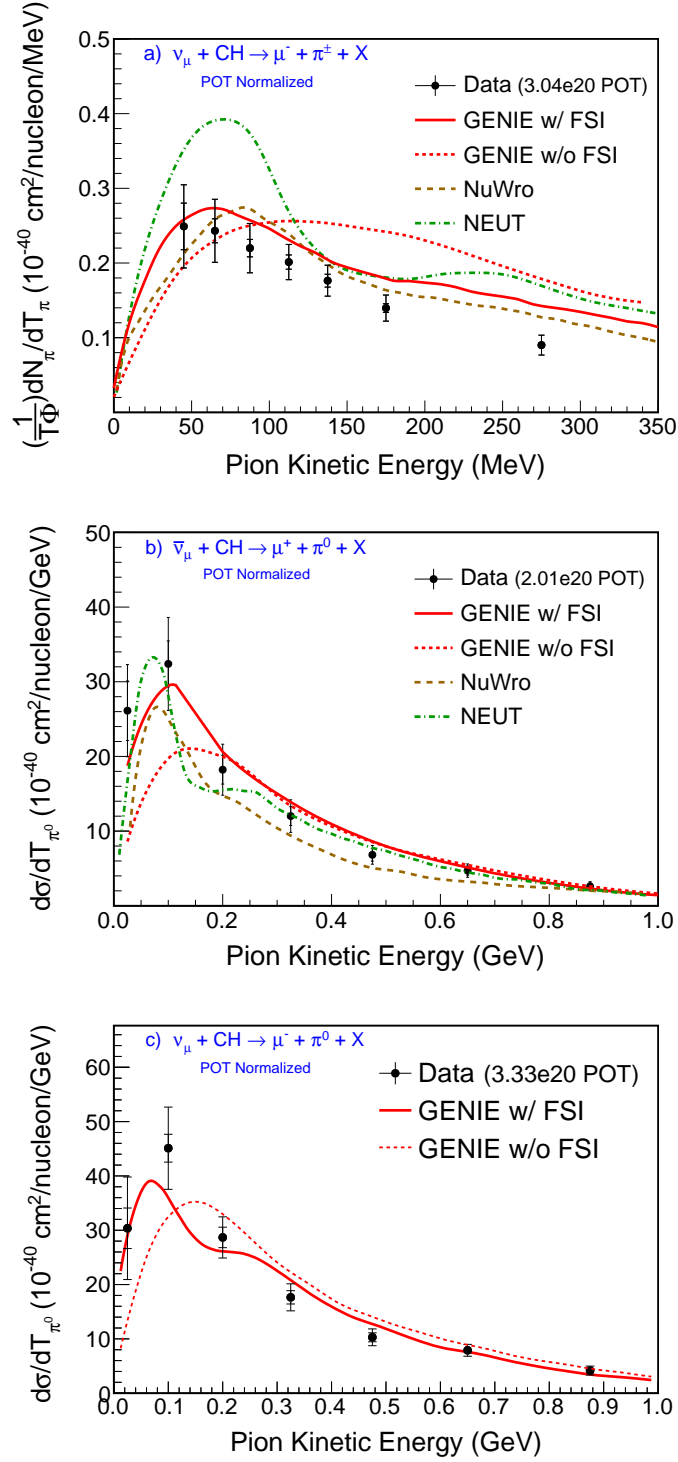 a) ν_μ + CH → μ⁻ + π^± + X
POT Normalized
Data (3.04e20 POT)
GENIE w/ FSI
GENIE w/o FSI
NuWro
NEUT
0.5
0.4
0.3
0.2
0.1
0 50 100 150 200 250 300 350
Pion Kinetic Energy (MeV)
(1/TΦ)dN_π/dT_π (10⁻⁴⁰ cm²/nucleon/MeV)
b) ν̅_μ + CH → μ⁺ + π⁰ + X
POT Normalized
Data (2.01e20 POT)
GENIE w/ FSI
GENIE w/o FSI
NuWro
NEUT
50
40
30
20
10
0.0 0.2 0.4 0.6 0.8 1.0
Pion Kinetic Energy (GeV)
dσ/dT_π⁰ (10⁻⁴⁰ cm²/nucleon/GeV)
c) ν_μ + CH → μ⁻ + π⁰ + X
POT Normalized
Data (3.33e20 POT)
GENIE w/ FSI
GENIE w/o FSI
60
50
40
30
20
10
0
0.0 0.1 0.2 0.3 0.4 0.5 0.6 0.7 0.8 0.9 1.0
Pion Kinetic Energy (GeV)
dσ/dT_π⁰ (10⁻⁴⁰ cm²/nucleon/GeV)